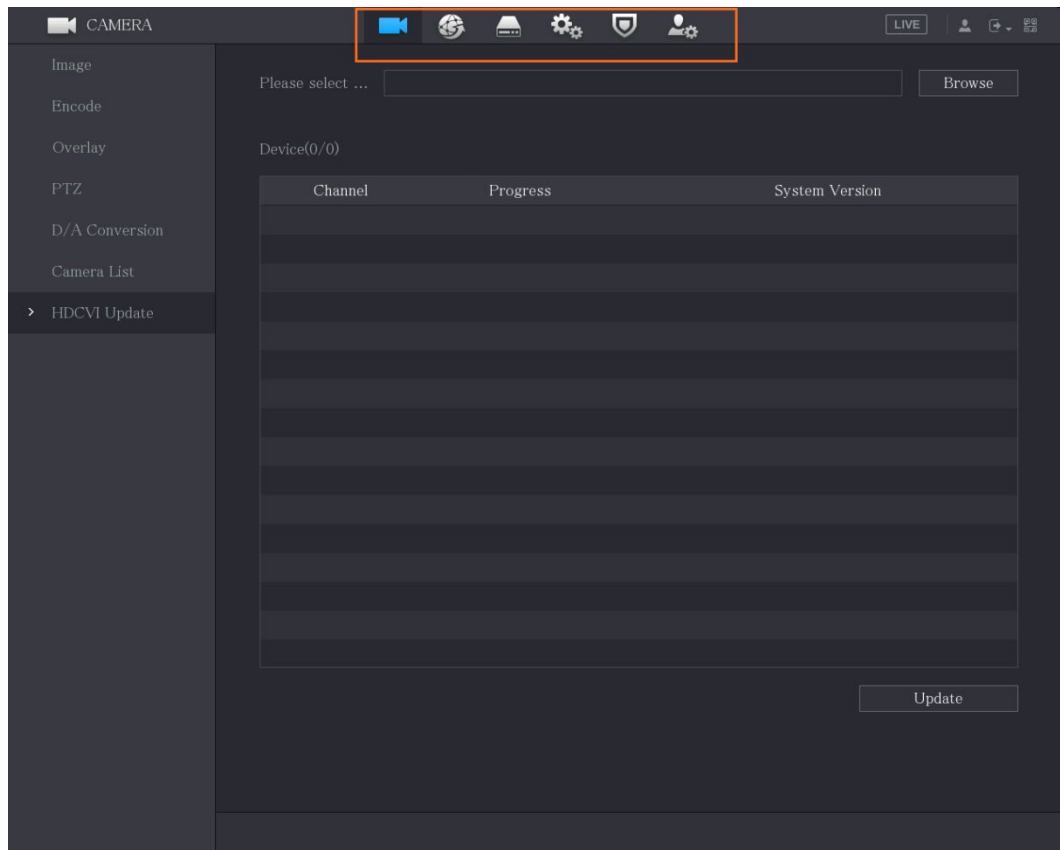 CAMERA
LIVE
Image
Encode
Overlay
PTZ
D/A Conversion
Camera List
HDCVI Update
Please select ...
Browse
Device(0/0)
Channel Progress System Version
Update